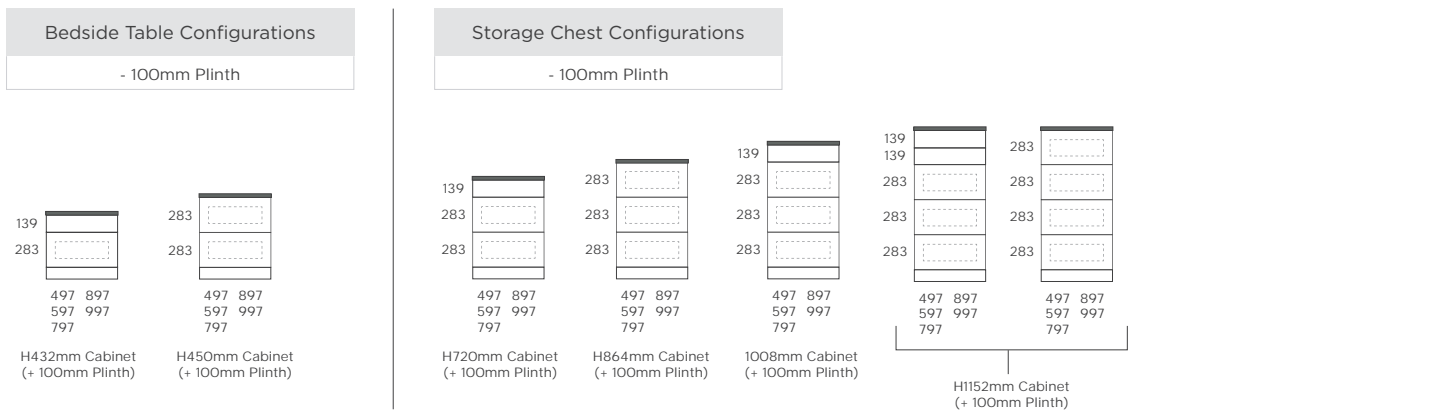 Bedside Table Configurations
- 100mm Plinth
139
283
497 897
597 997
797
H432mm Cabinet
(+ 100mm Plinth)
283
283
497 897
597 997
797
H450mm Cabinet
(+ 100mm Plinth)
Storage Chest Configurations
- 100mm Plinth
139
283
283
497 897
597 997
797
H720mm Cabinet
(+ 100mm Plinth)
283
283
283
497 897
597 997
797
H864mm Cabinet
(+ 100mm Plinth)
139
283
283
283
497 897
597 997
797
1008mm Cabinet
(+ 100mm Plinth)
139
139
283
283
283
497 897
597 997
797
283
283
283
283
497 897
597 997
797
H1152mm Cabinet
(+ 100mm Plinth)